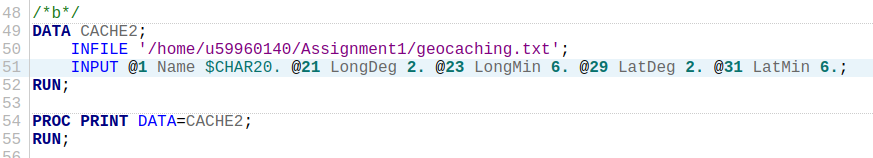 48 /*b*/
49 DATA CACHE2;
50 INFILE '/home/u59960140/Assignment1/geocaching.txt';
51 INPUT @1 Name $CHAR20. @21 LongDeg 2. @23 LongMin 6. @29 LatDeg 2. @31 LatMin 6.;
52 RUN;
53
54 PROC PRINT DATA=CACHE2;
55 RUN;
56